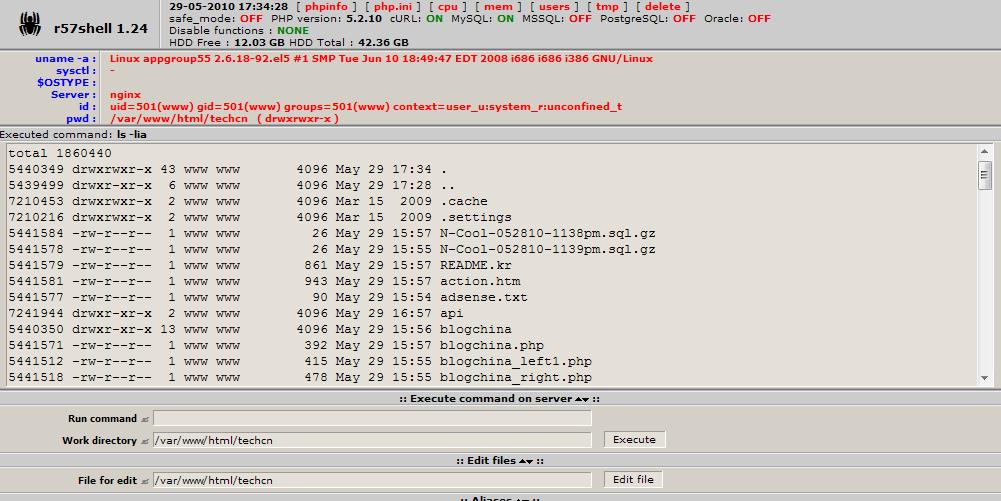 r57shell 1.24
29-05-2010 17:34:28 [ phpinfo ] [ php.ini ] [ cpu ] [ mem ] [ users ] [ tmp ] [ delete ]
safe_mode: OFF PHP version: 5.2.10 cURL: ON MySQL: ON MSSQL: OFF PostgreSQL: OFF Oracle: OFF
Disable functions : NONE
HDD Free : 12.03 GB HDD Total : 42.36 GB
uname -a : Linux appgroup55 2.6.18-92.el5 #1 SMP Tue Jun 10 18:49:47 EDT 2008 i686 i686 i386 GNU/Linux
sysctl : -
$OSTYPE :
Server : nginx
id : uid=501(www) gid=501(www) groups=501(www) context=user_u:system_r:unconfined_t
pwd : /var/www/html/techcn ( drwxrwxr-x )
Executed command: ls -lia
total 1860440
5440349 drwxrwxr-x 43 www www 4096 May 29 17:34 .
5439499 drwxrwxr-x 6 www www 4096 May 29 17:28 ..
7210453 drwxrwxr-x 2 www www 4096 Mar 15 2009 .cache
7210216 drwxrwxr-x 2 www www 4096 Mar 15 2009 .settings
5441584 -rw-r--r-- 1 www www 26 May 29 15:57 N-Cool-052810-1138pm.sql.gz
5441578 -rw-r--r-- 1 www www 26 May 29 15:55 N-Cool-052810-1139pm.sql.gz
5441579 -rw-r--r-- 1 www www 861 May 29 15:57 README.kr
5441581 -rw-r--r-- 1 www www 943 May 29 15:57 action.htm
5441577 -rw-r--r-- 1 www www 90 May 29 15:54 adsense.txt
7241944 drwxr-xr-x 2 www www 4096 May 29 16:57 api
5440350 drwxr-xr-x 13 www www 4096 May 29 15:56 blogchina
5441571 -rw-r--r-- 1 www www 392 May 29 15:57 blogchina.php
5441512 -rw-r--r-- 1 www www 415 May 29 15:55 blogchina_left1.php
5441518 -rw-r--r-- 1 www www 478 May 29 15:55 blogchina_right.php
:: Execute command on server ::
Run command
Work directory /var/www/html/techcn Execute
:: Edit files ::
File for edit /var/www/html/techcn Edit file
:: Aliases ::